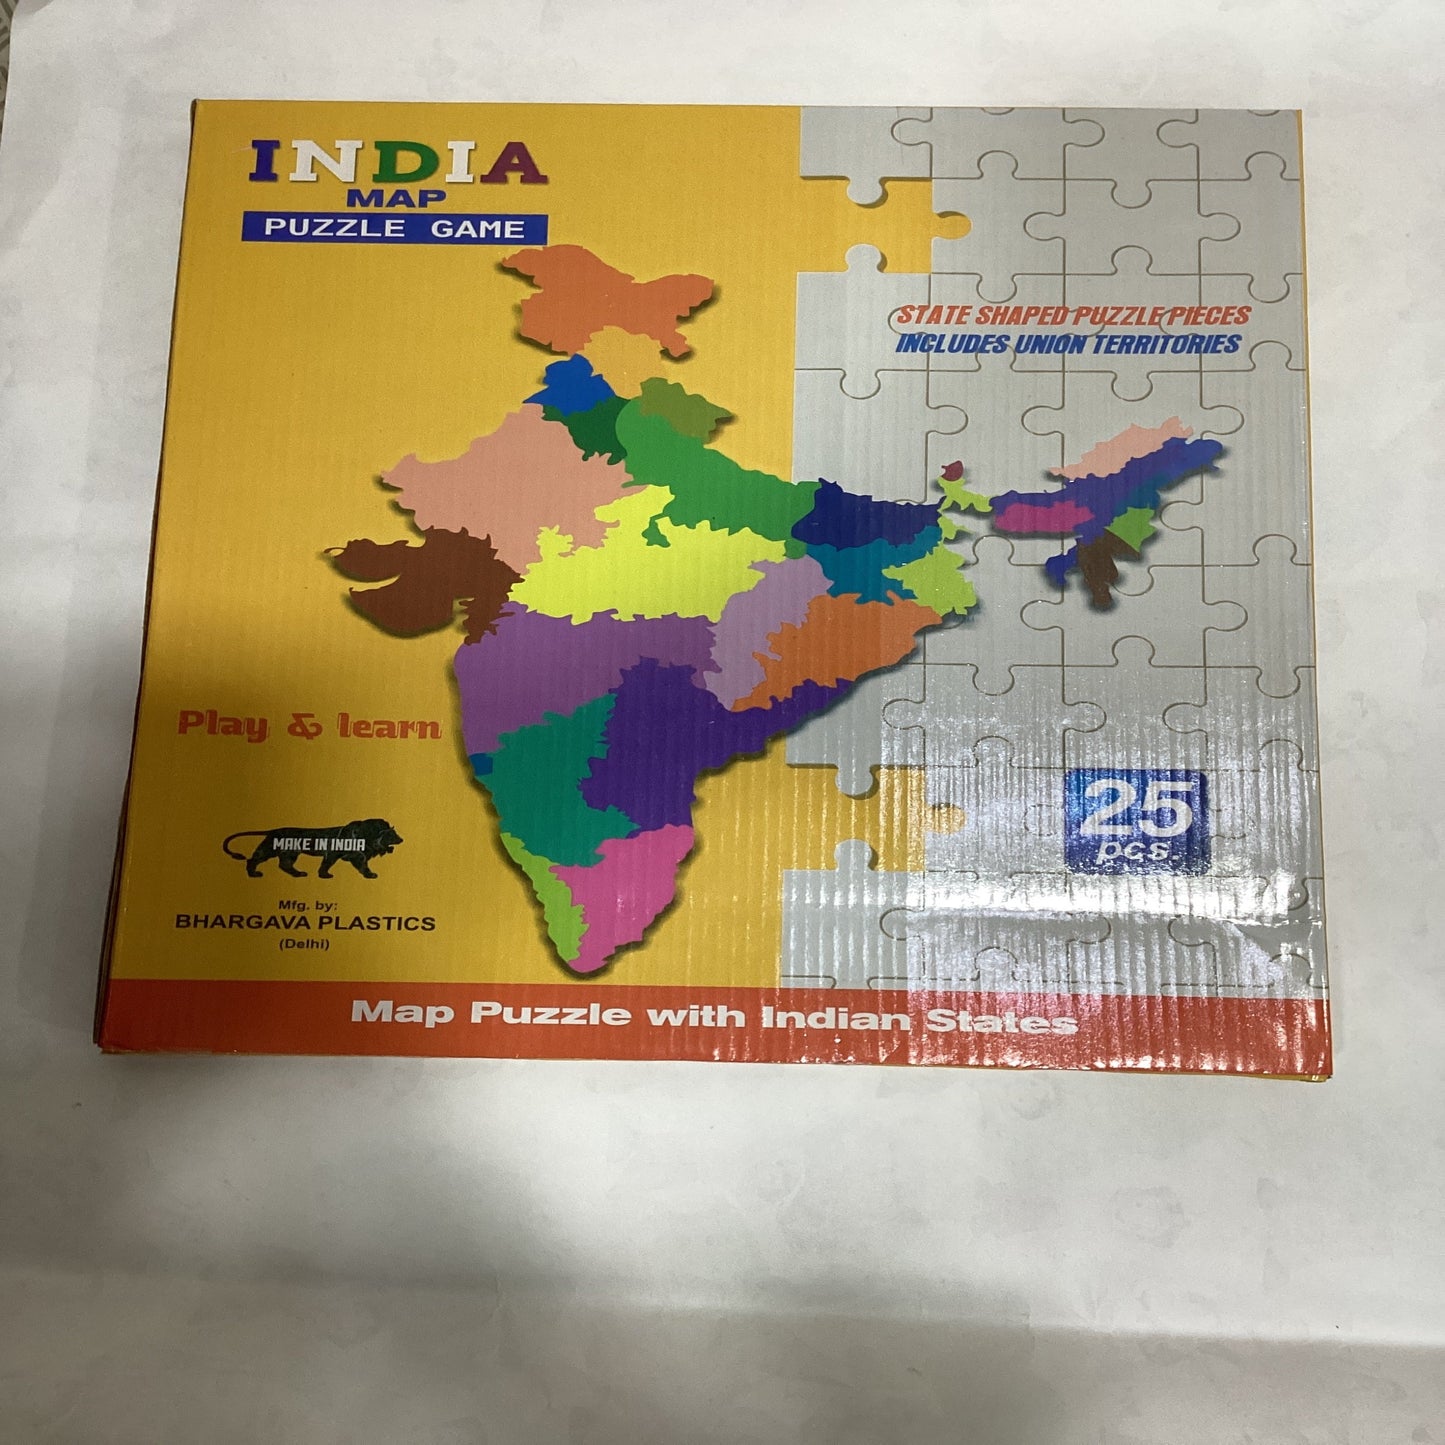 INDIA
MAP
PUZZLE GAME
STATE SHAPED PUZZLE PIECES
INCLUDES UNION TERRITORIES
Play & learn
25
pcs.
MAKE IN INDIA
Mfg. by:
BHARGAVA PLASTICS
(Delhi)
Map Puzzle with Indian States